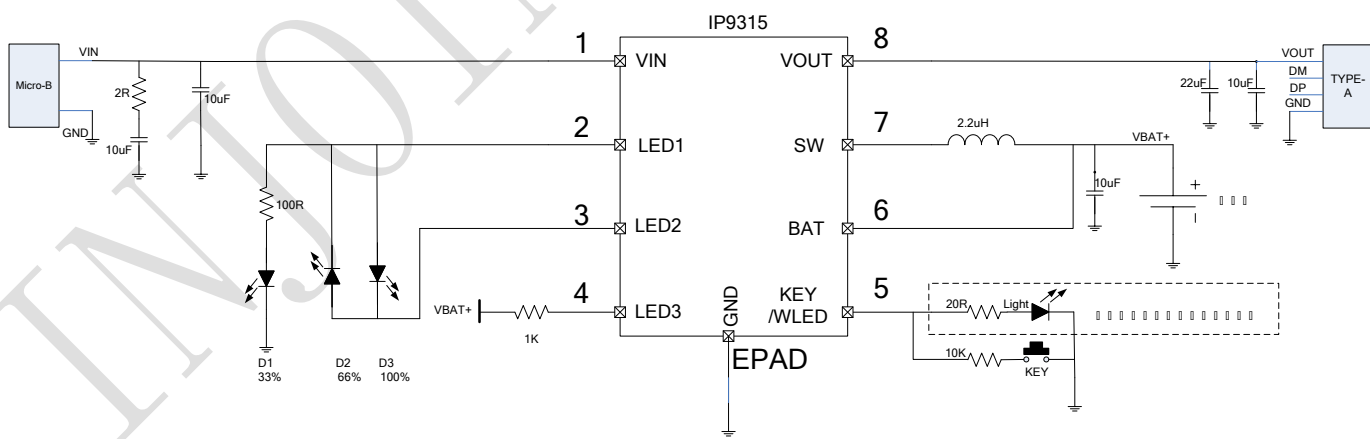 IP9315
Micro-B
VIN
GND
2R
10uF
10uF
1
2
3
4
VIN
LED1
LED2
LED3
VOUT
SW
BAT
KEY
/WLED
GND
EPAD
8
7
6
5
100R
D1
33%
D2
66%
D3
100%
VBAT+
1K
2.2uH
22uF
10uF
VOUT
DM
DP
GND
TYPE-
A
VBAT+
10uF
+
20R
Light
10K
KEY
INJOI